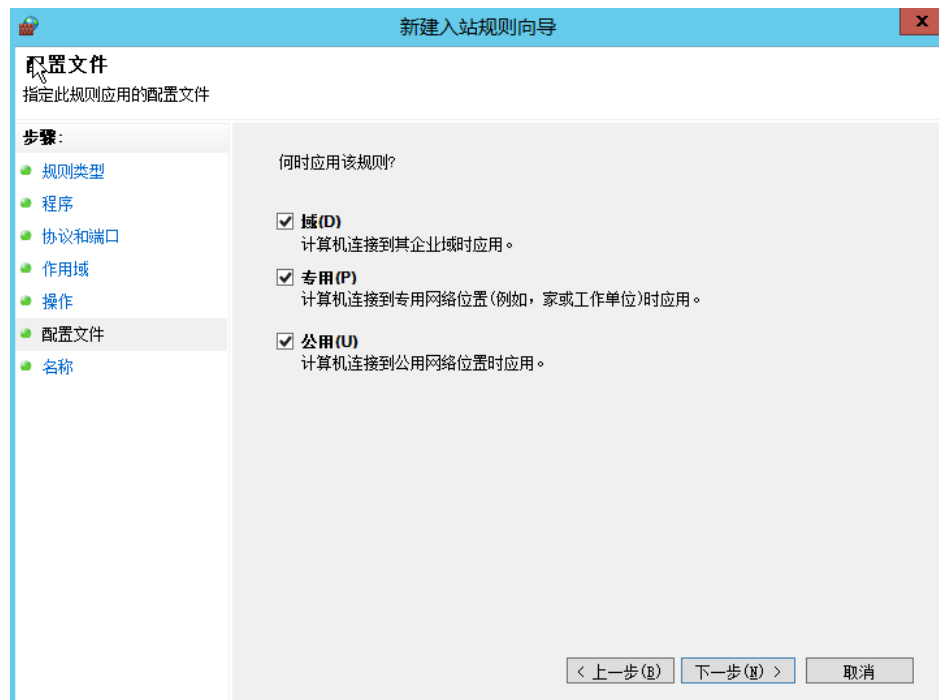 新建入站规则向导
配置文件
指定此规则应用的配置文件
步骤:
规则类型
程序
协议和端口
作用域
操作
配置文件
名称
何时应用该规则?
域(D)
计算机连接到其企业域时应用。
专用(P)
计算机连接到专用网络位置(例如，家或工作单位)时应用。
公用(U)
计算机连接到公用网络位置时应用。
< 上一步(B)
下一步(N) >
取消